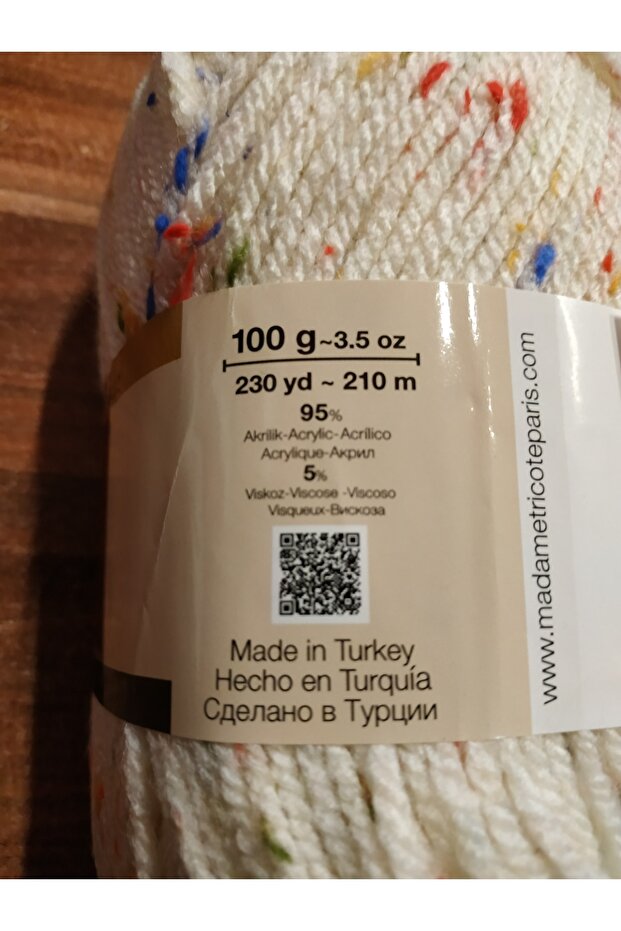 100 g~3.5 oz
230 yd ~ 210 m
95%
Akrilik-Acrylic-Acrílico
Acrylique-Акрил
5%
Viskoz-Viscose -Viscoso
Visqueux-Вискоза
Made in Turkey
Hecho en Turquía
Сделано в Турции
www.madametricoteparis.com